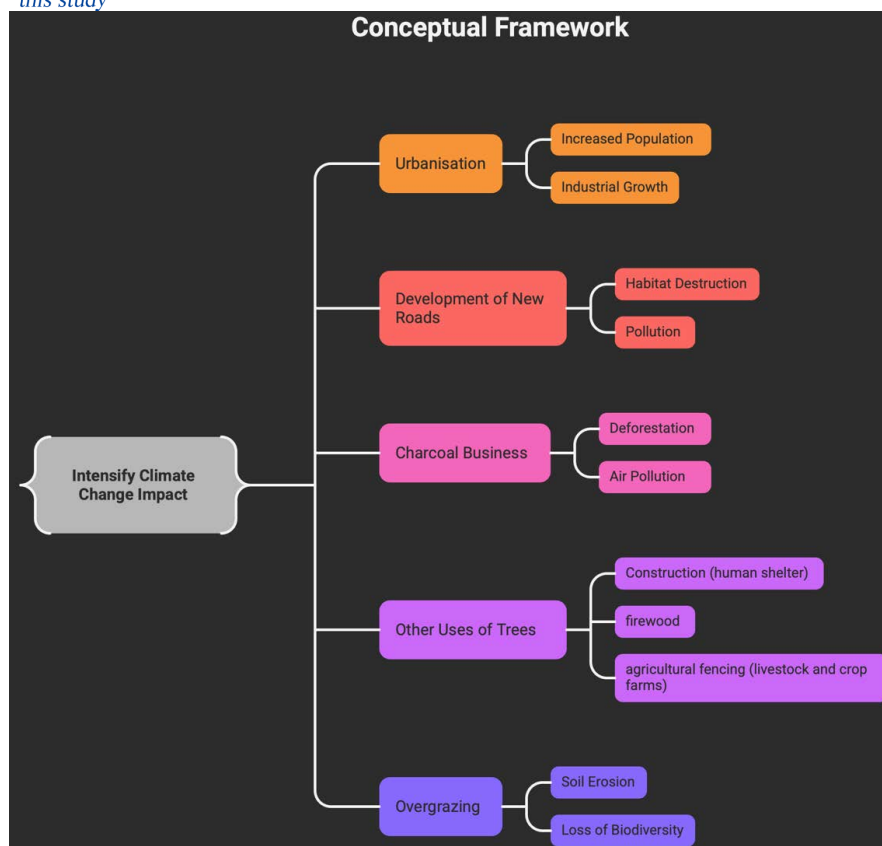 this study
Conceptual Framework
Urbanisation
Increased Population
Industrial Growth
Development of New
Roads
Habitat Destruction
Pollution
Charcoal Business
Deforestation
Air Pollution
Intensify Climate
Change Impact
Other Uses of Trees
Construction (human shelter)
firewood
agricultural fencing (livestock and crop
farms)
Overgrazing
Soil Erosion
Loss of Biodiversity